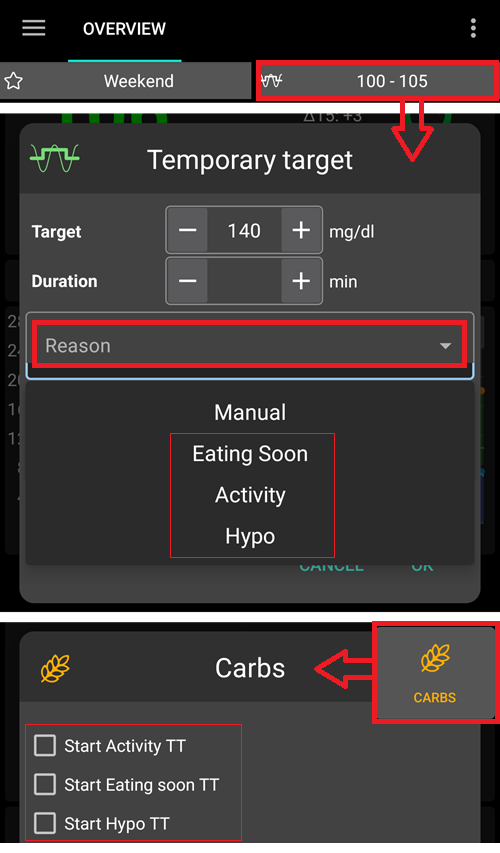 OVERVIEW
Weekend
100 - 105
Δ15: +3
Temporary target
Target
140
mg/dl
Duration
min
Reason
Manual
Eating Soon
Activity
Hypo
CANCEL
OK
Carbs
CARBS
Start Activity TT
Start Eating soon TT
Start Hypo TT